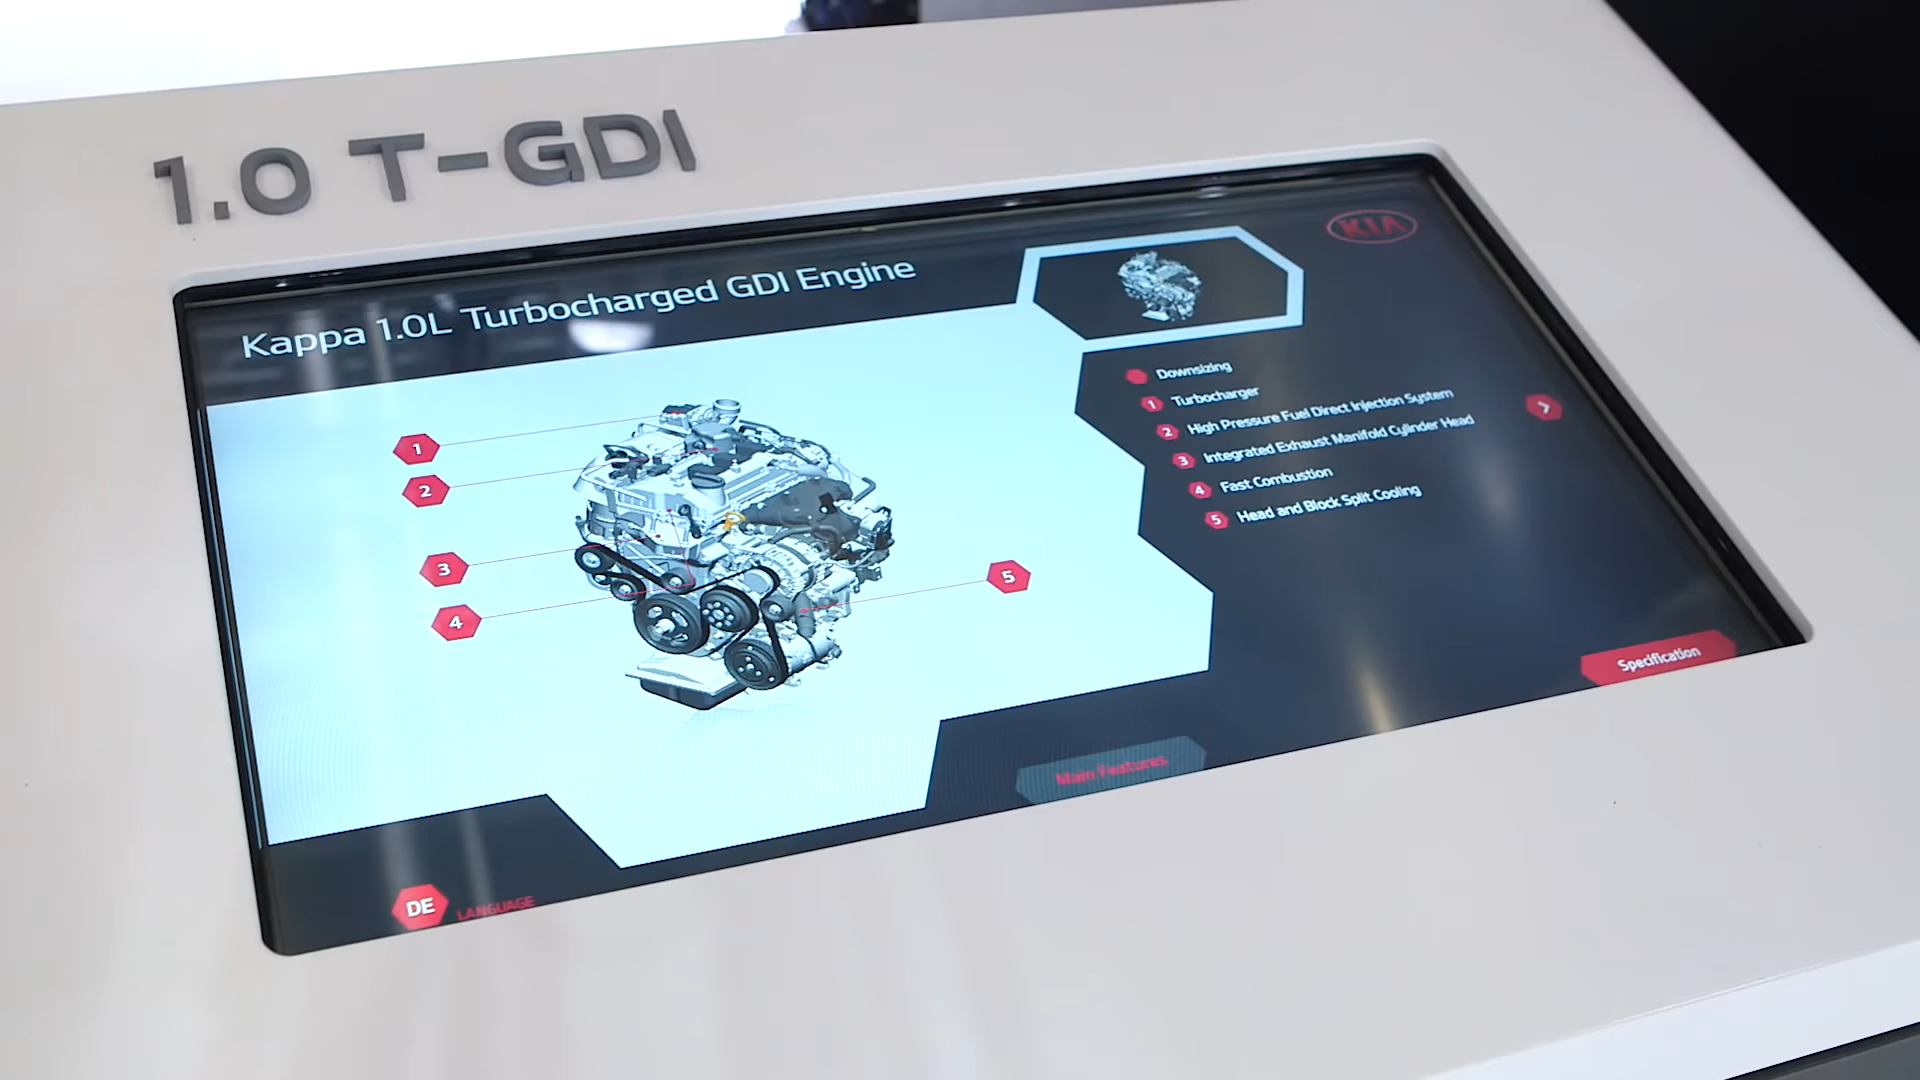 1.0 T-GDI
KIA
Kappa 1.0L Turbocharged GDI Engine
Downsizing
1 Turbocharger
2 High Pressure Fuel Direct Injection System
3 Integrated Exhaust Manifold Cylinder Head
4 Fast Combustion
5 Head and Block Split Cooling
1
2
3
4
5
Specification
Main Features
DE LANGUAGE